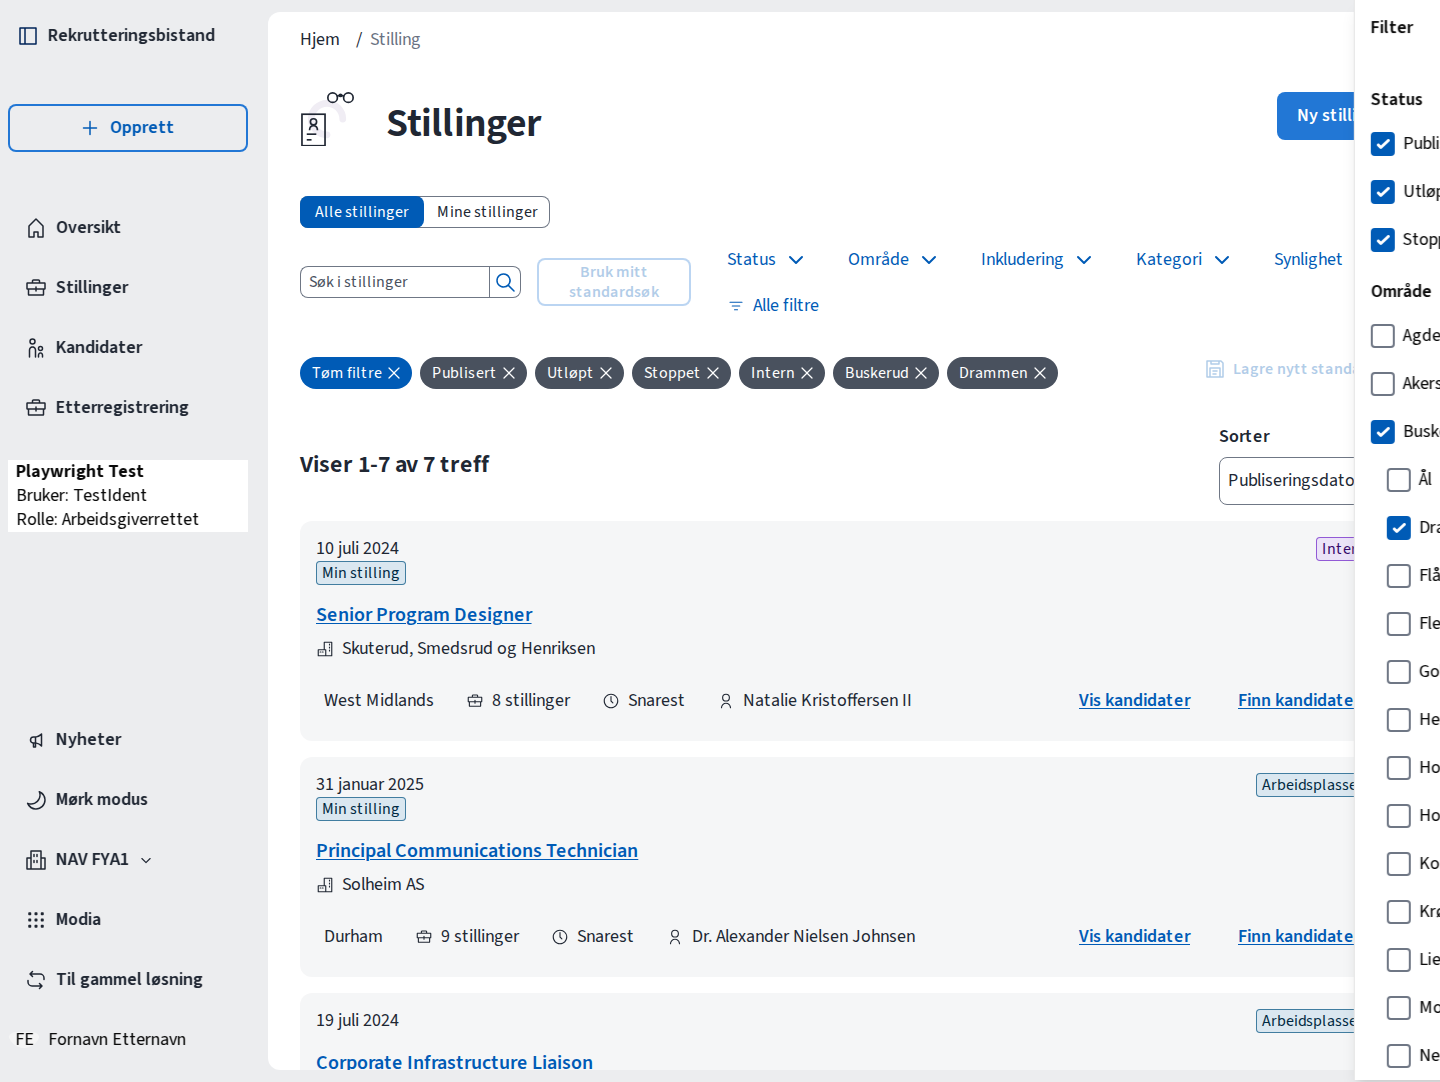 Rekrutteringsbistand
Opprett
Oversikt
Stillinger
Kandidater
Etterregistrering
Playwright Test
Bruker: TestIdent
Rolle: Arbeidsgiverrettet
Nyheter
Mørk modus
NAV FYA1
Modia
Til gammel løsning
FE Fornavn Etternavn
Hjem / Stilling
Stillinger
Ny stilli
Alle stillinger Mine stillinger
Søk i stillinger
Bruk mitt
standardsøk
Status Område Inkludering Kategori Synlighet
Alle filtre
Tøm filtre Publisert Utløpt Stoppet Intern Buskerud Drammen
Lagre nytt standa
Viser 1-7 av 7 treff
Sorter
Publiseringsdato
10 juli 2024
Inter
Min stilling
Senior Program Designer
Skuterud, Smedsrud og Henriksen
West Midlands 8 stillinger Snarest Natalie Kristoffersen II Vis kandidater Finn kandidate
31 januar 2025
Arbeidsplasse
Min stilling
Principal Communications Technician
Solheim AS
Durham 9 stillinger Snarest Dr. Alexander Nielsen Johnsen Vis kandidater Finn kandidate
19 juli 2024
Arbeidsplasse
Corporate Infrastructure Liaison
Filter
Status
Publi
Utløp
Stopp
Område
Agde
Akers
Busk
Ål
Dra
Flå
Fle
Go
He
Ho
Ho
Ko
Krø
Lie
Mo
Ne